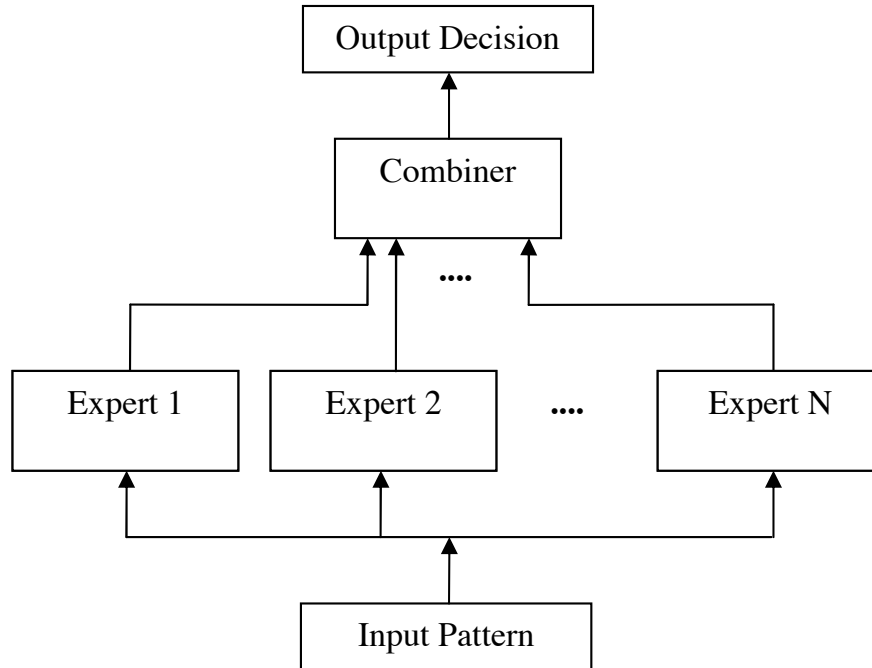 Output Decision
Combiner
....
Expert 1
Expert 2
....
Expert N
Input Pattern